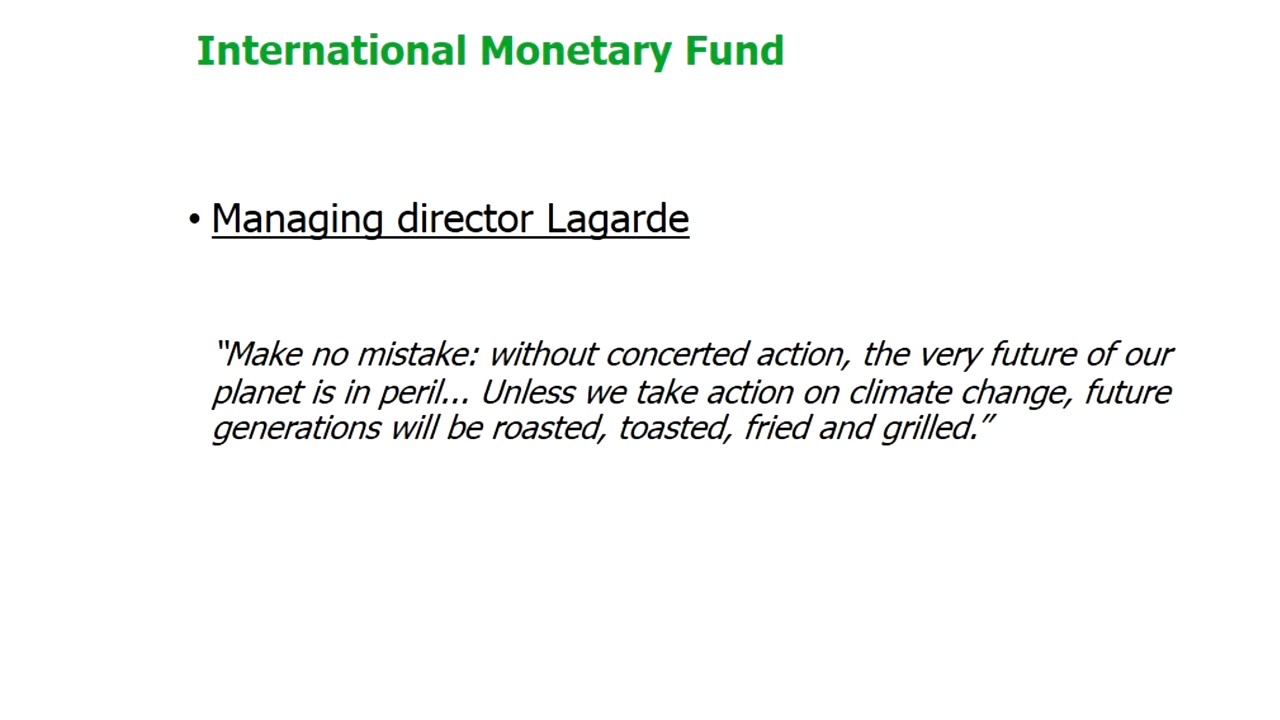 International Monetary Fund
• Managing director Lagarde
“Make no mistake: without concerted action, the very future of our
planet is in peril... Unless we take action on climate change, future
generations will be roasted, toasted, fried and grilled.”